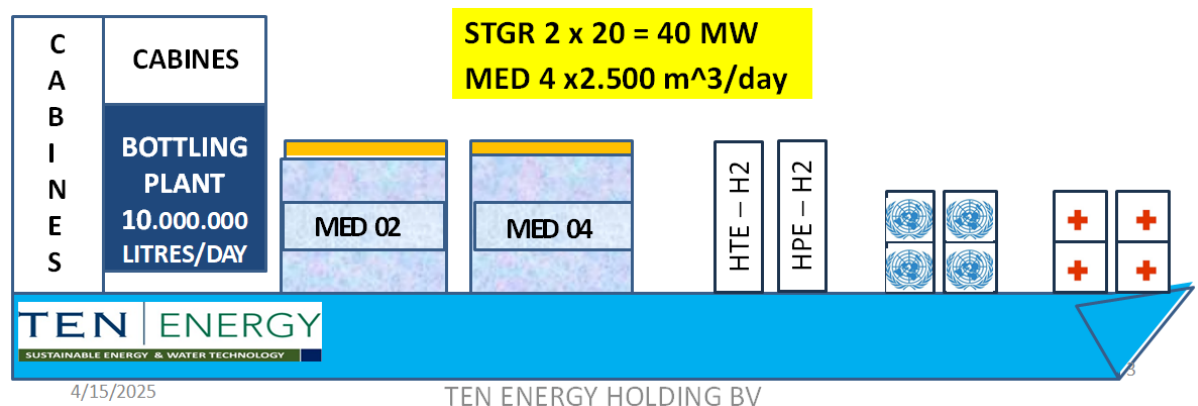 CABINES
CABINES
BOTTLING
PLANT
10.000.000
LITRES/DAY
STGR 2 x 20 = 40 MW
MED 4 x2.500 m^3/day
MED 02
MED 04
HTE – H2
HPE – H2
TEN ENERGY
SUSTAINABLE ENERGY & WATER TECHNOLOGY
3
4/15/2025
TEN ENERGY HOLDING BV